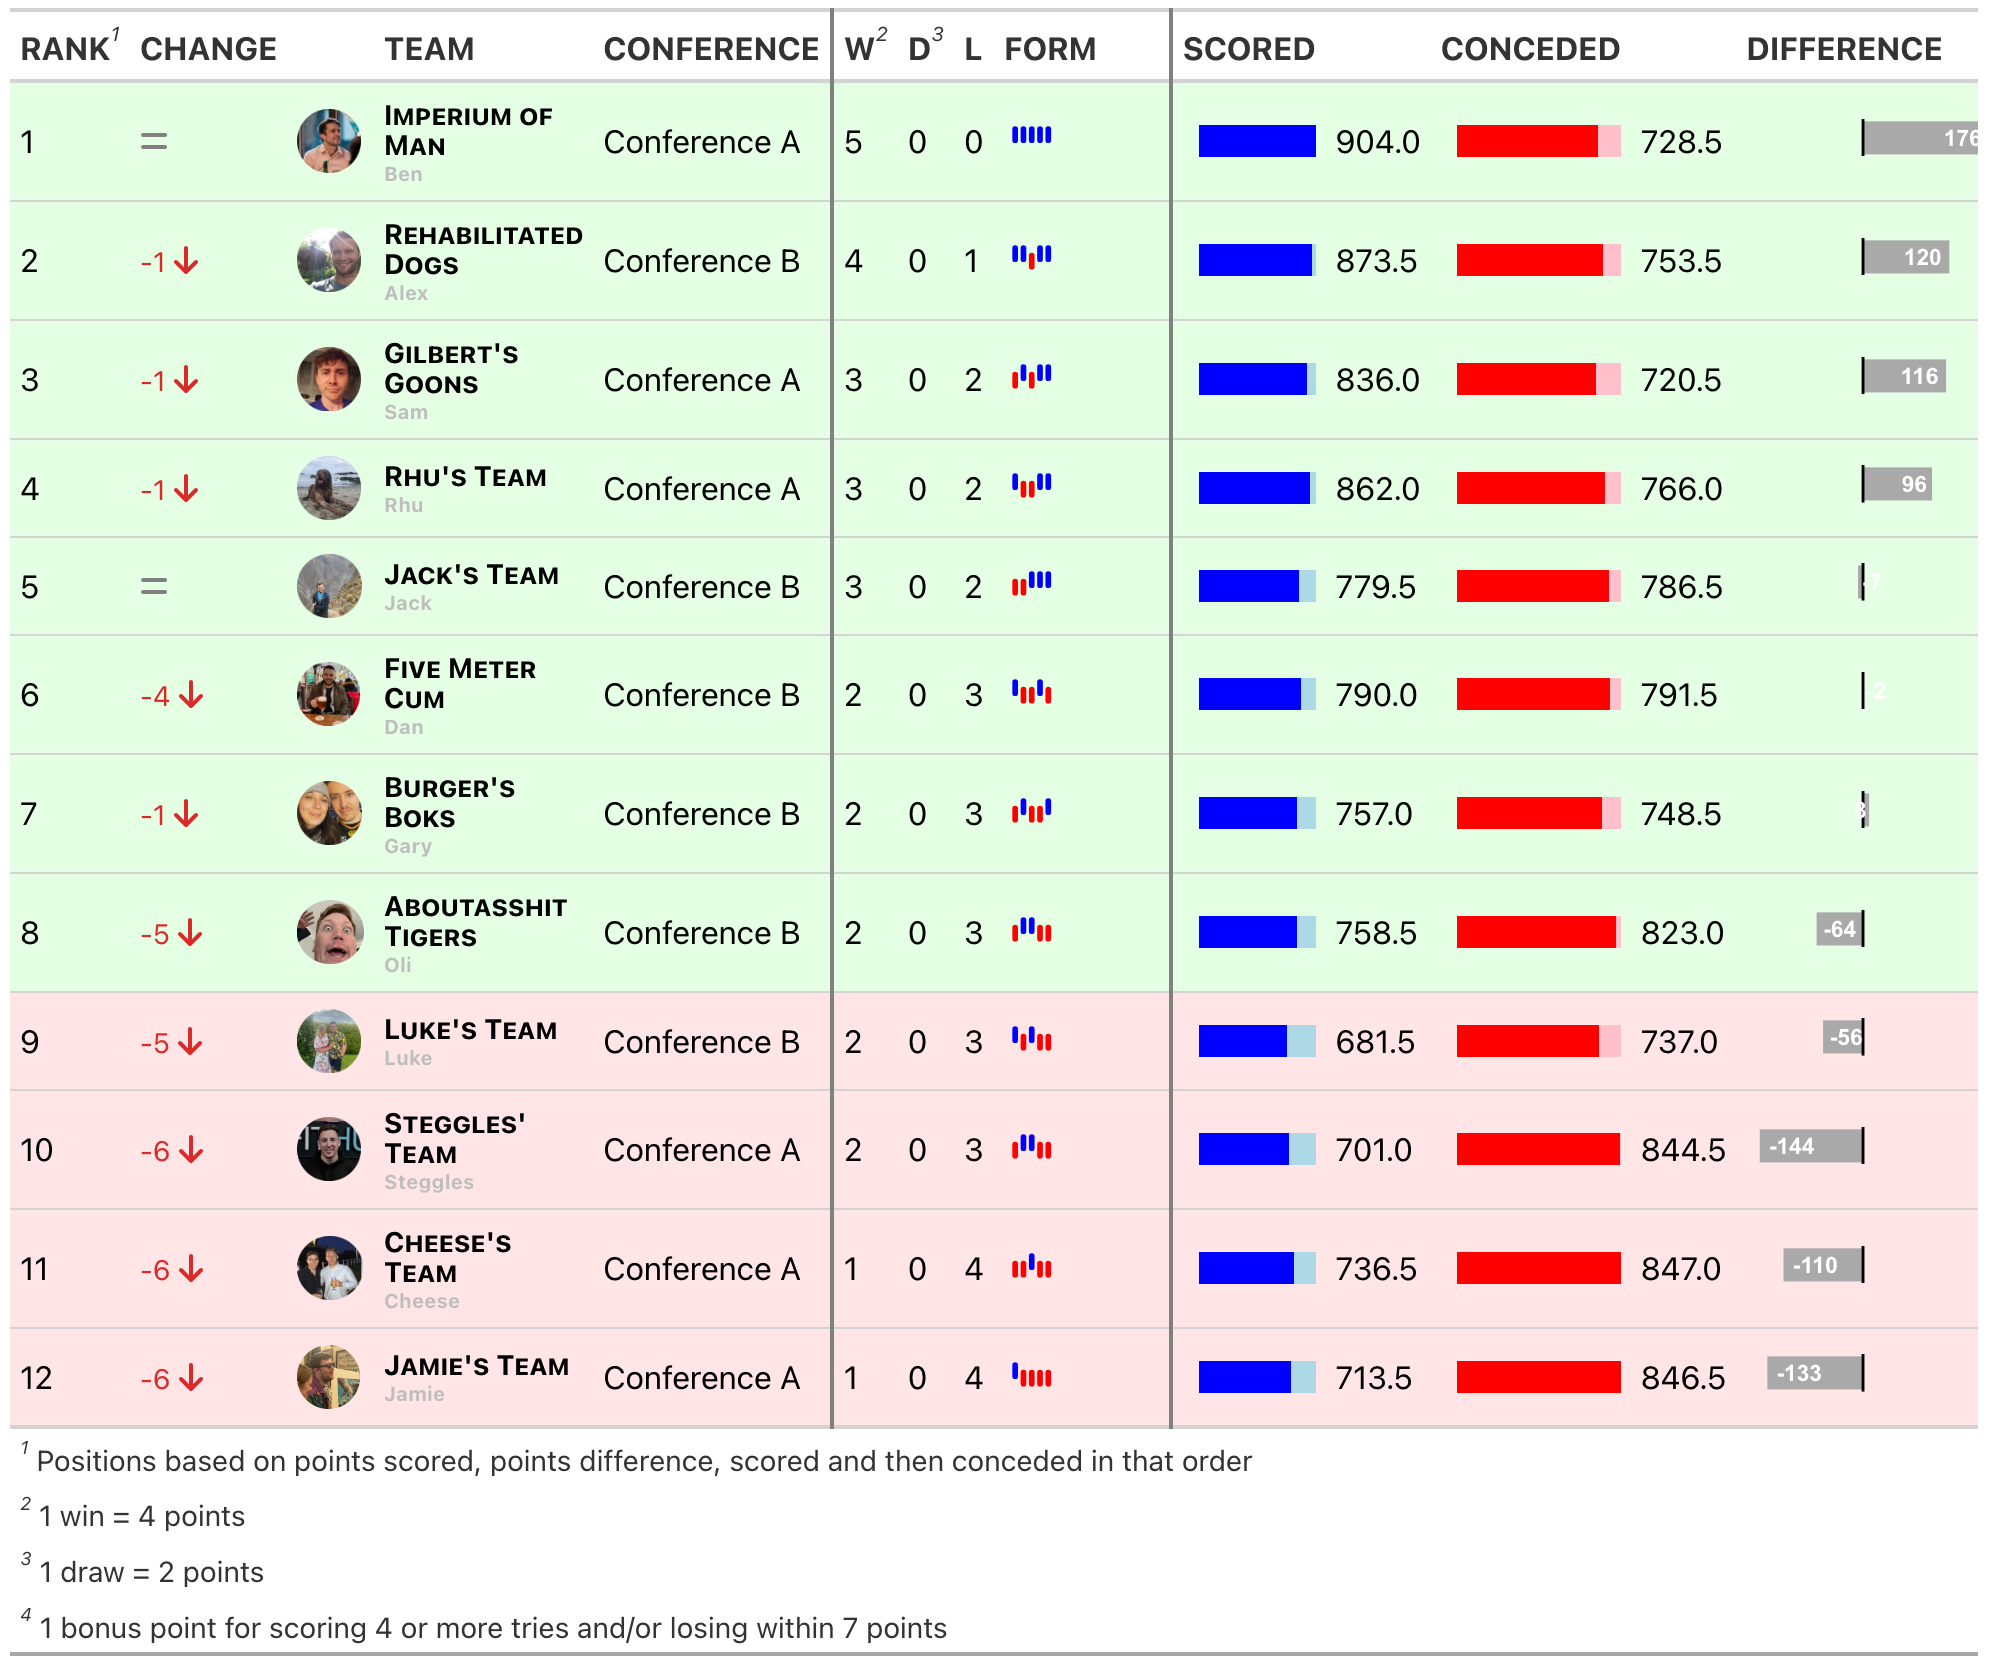 RANK1 CHANGE TEAM CONFERENCE W2 D3 L FORM SCORED CONCEDED DIFFERENCE
1 = IMPERIUM OF MAN Ben Conference A 5 0 0 904.0 728.5 176
2 -1 REHABILITATED DOGS Alex Conference B 4 0 1 873.5 753.5 120
3 -1 GILBERT'S GOONS Sam Conference A 3 0 2 836.0 720.5 116
4 -1 RHU'S TEAM Rhu Conference A 3 0 2 862.0 766.0 96
5 = JACK'S TEAM Jack Conference B 3 0 2 779.5 786.5 -7
6 -4 FIVE METER CUM Dan Conference B 2 0 3 790.0 791.5 -2
7 -1 BURGER'S BOKS Gary Conference B 2 0 3 757.0 748.5
8 -5 ABOUTASSHIT TIGERS Oli Conference B 2 0 3 758.5 823.0 -64
9 -5 LUKE'S TEAM Luke Conference B 2 0 3 681.5 737.0 -56
10 -6 STEGGLES' TEAM Steggles Conference A 2 0 3 701.0 844.5 -144
11 -6 CHEESE'S TEAM Cheese Conference A 1 0 4 736.5 847.0 -110
12 -6 JAMIE'S TEAM Jamie Conference A 1 0 4 713.5 846.5 -133
1 Positions based on points scored, points difference, scored and then conceded in that order
2 1 win = 4 points
3 1 draw = 2 points
4 1 bonus point for scoring 4 or more tries and/or losing within 7 points